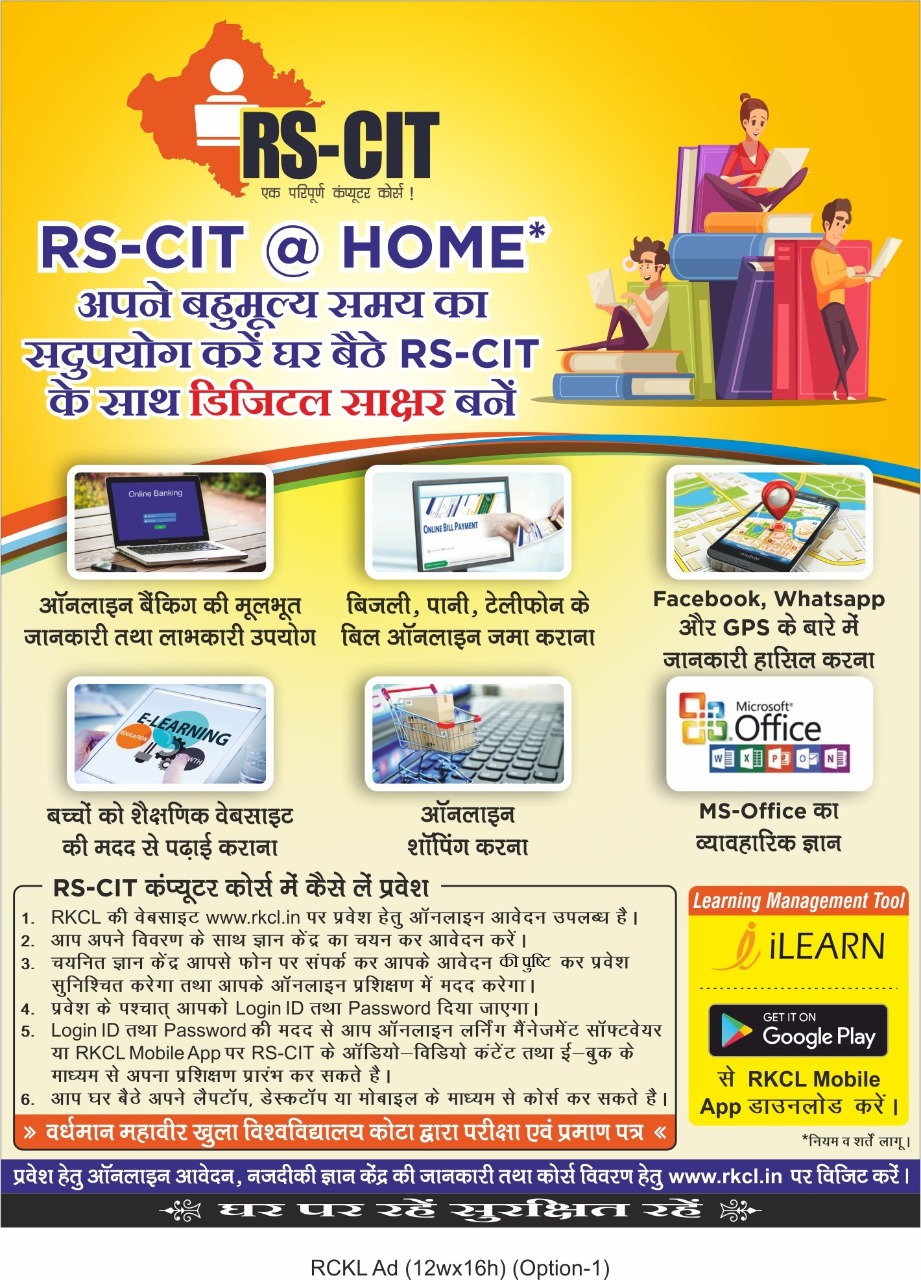 RS-CIT
एक परिपूर्ण कंप्यूटर कोर्स !
RS-CIT @ HOME*
अपने बहुमूल्य समय का
सदुपयोग करें घर बैठे RS-CIT
के साथ डिजिटल साक्षर बनें
Online Banking
ऑनलाइन बैंकिग की मूलभूत
जानकारी तथा लाभकारी उपयोग
ONLINE BILL PAYMENT
बिजली, पानी, टेलीफोन के
बिल ऑनलाइन जमा कराना
Facebook, Whatsapp
और GPS के बारे में
जानकारी हासिल करना
E-LEARNING
EDUCATION
बच्चों को शैक्षणिक वेबसाइट
की मदद से पढ़ाई कराना
ऑनलाइन
शॉपिंग करना
Microsoft®
Office
W X P O N
MS-Office का
व्यावहारिक ज्ञान
RS-CIT कंप्यूटर कोर्स में कैसे लें प्रवेश
1. RKCL की वेबसाइट www.rkcl.in पर प्रवेश हेतु ऑनलाइन आवेदन उपलब्ध है।
2. आप अपने विवरण के साथ ज्ञान केंद्र का चयन कर आवेदन करें।
3. चयनित ज्ञान केंद्र आपसे फोन पर संपर्क कर आपके आवेदन की पुष्टि कर प्रवेश
सुनिश्चित करेगा तथा आपके ऑनलाइन प्रशिक्षण में मदद करेगा।
4. प्रवेश के पश्चात् आपको Login ID तथा Password दिया जाएगा।
5. Login ID तथा Password की मदद से आप ऑनलाइन लर्निंग मैंनेजमेंट सॉफ्टवेयर
या RKCL Mobile App पर RS-CIT के ऑडियो–विडियो कंटेंट तथा ई–बुक के
माध्यम से अपना प्रशिक्षण प्रारंभ कर सकते है।
6. आप घर बैठे अपने लैपटॉप, डेस्कटॉप या मोबाइल के माध्यम से कोर्स कर सकते है।
» वर्धमान महावीर खुला विश्वविद्यालय कोटा द्वारा परीक्षा एवं प्रमाण पत्र «
Learning Management Tool
iLEARN
GET IT ON
Google Play
से RKCL Mobile
App डाउनलोड करें।
*नियम व शर्तें लागू।
प्रवेश हेतु ऑनलाइन आवेदन, नजदीकी ज्ञान केंद्र की जानकारी तथा कोर्स विवरण हेतु www.rkcl.in पर विजिट करें।
घर पर रहें सुरक्षित रहें
RCKL Ad (12wx16h) (Option-1)